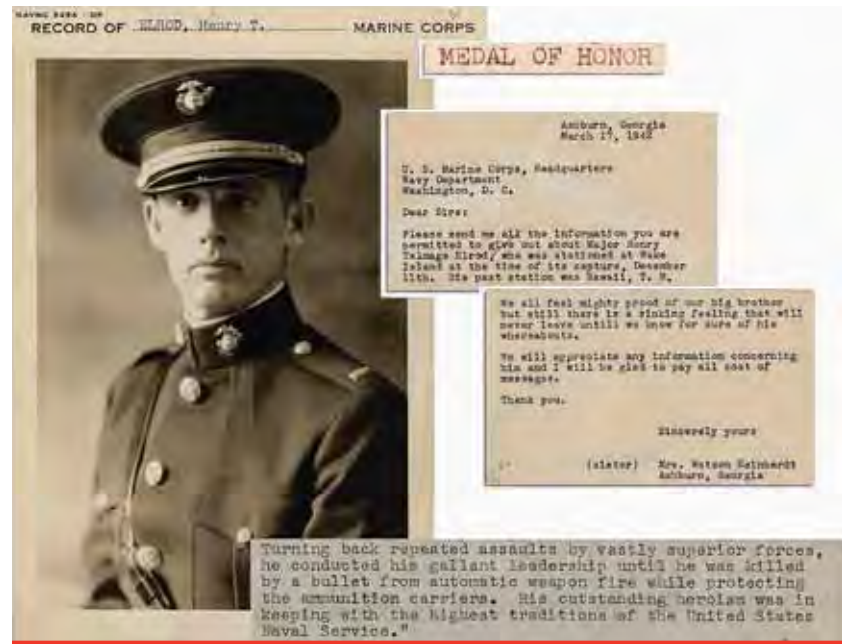 RECORD OF ELROD, Henry T. MARINE CORPS
MEDAL OF HONOR
Ashburn, Georgia
March 17, 1942
U. S. Marine Corps, Headquarters
Navy Department
Washington, D. C.
Dear Sirs:
Please send me all the information you are
permitted to give out about Major Henry
Talmage Elrod, who was stationed at Wake
Island at the time of its capture, December
11th. His past station was Hawaii, T. H.
We all feel mighty proud of our big brother
but still there is a sinking feeling that will
never leave untill we know for sure of his
whereabouts.
We will appreciate any information concerning
him and I will be glad to pay all cost of
messages.
Thank you.
Sincerely yours
(sister) Mrs. Watson
Ashburn, Georgia
Turning back repeated assaults by vastly superior forces,
he conducted his gallant leadership until he was killed
by a bullet from automatic weapon fire while protecting
the ammunition carriers. His outstanding heroism was in
keeping with the highest traditions of the United States
Naval Service."